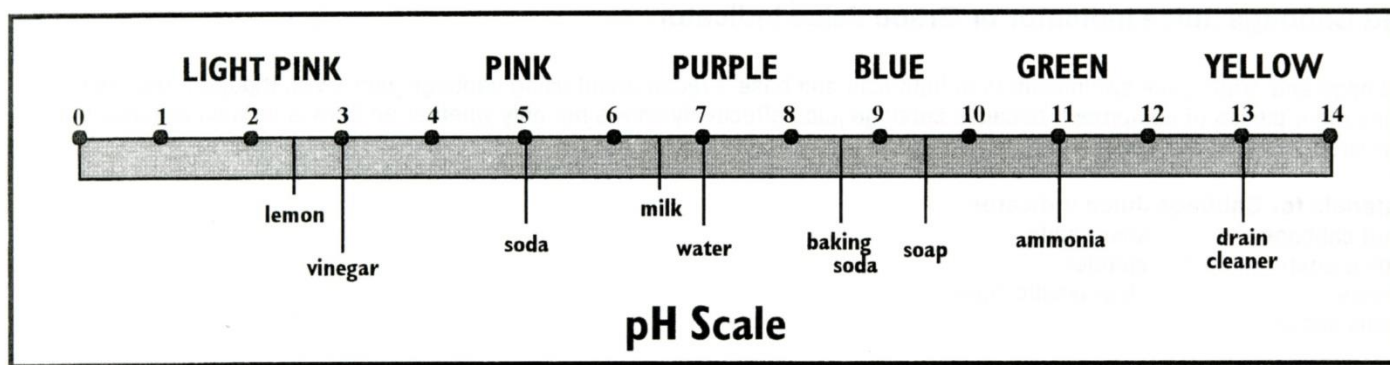 LIGHT PINK PINK PURPLE BLUE GREEN YELLOW
0 1 2 3 4 5 6 7 8 9 10 11 12 13 14
lemon milk
vinegar soda water baking soda soap ammonia drain cleaner
pH Scale